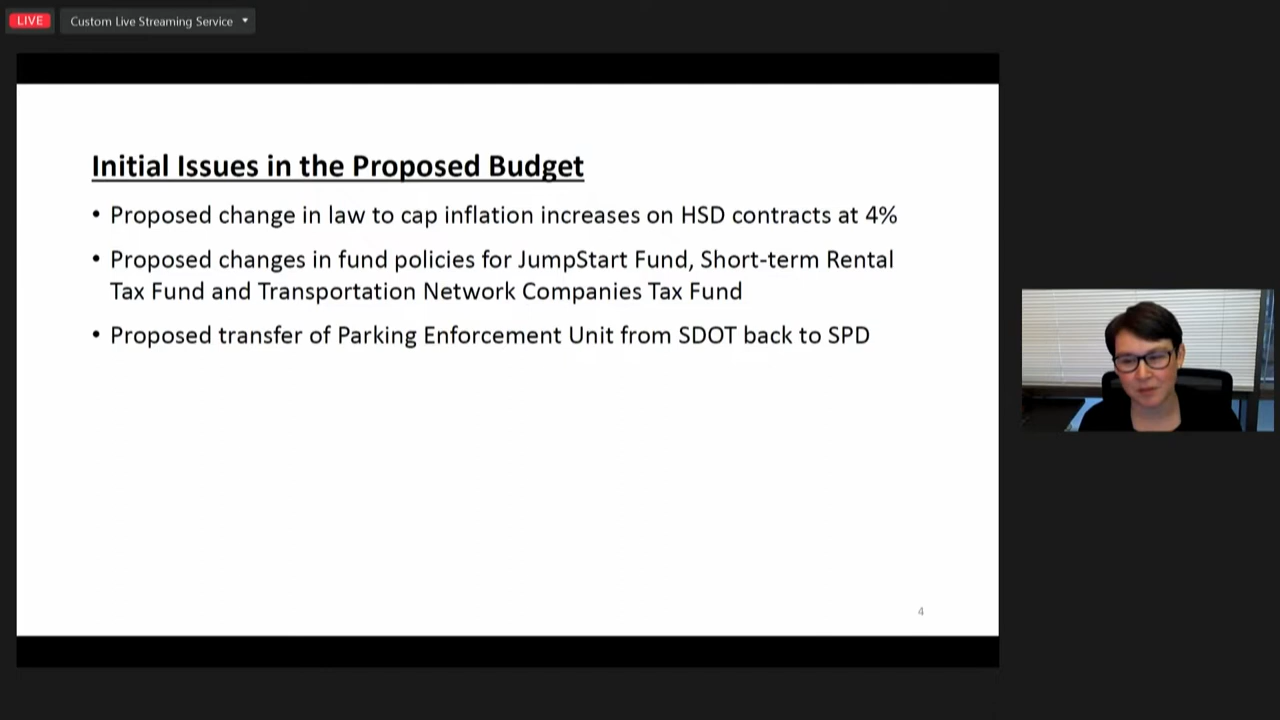 LIVE
Custom Live Streaming Service
Initial Issues in the Proposed Budget
• Proposed change in law to cap inflation increases on HSD contracts at 4%
• Proposed changes in fund policies for JumpStart Fund, Short-term Rental
Tax Fund and Transportation Network Companies Tax Fund
• Proposed transfer of Parking Enforcement Unit from SDOT back to SPD
4